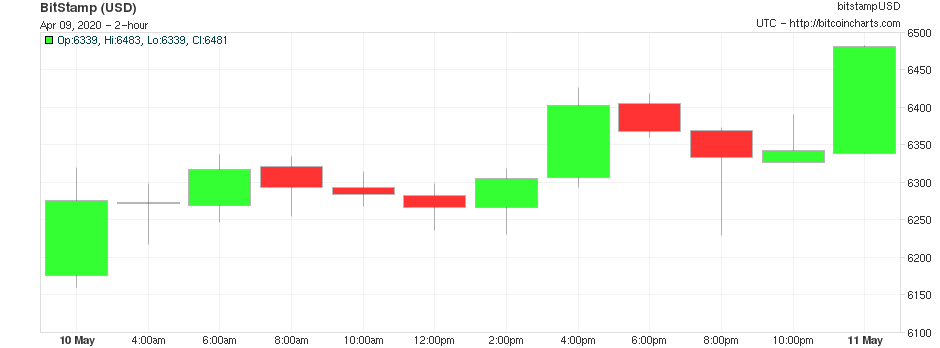 BitStamp (USD)
bitstampUSD
Apr 09, 2020 - 2-hour
UTC - http://bitcoincharts.com
Op:6339, Hi:6483, Lo:6339, Cl:6481
6500
6450
6400
6350
6300
6250
6200
6150
6100
10 May 4:00am 6:00am 8:00am 10:00am 12:00pm 2:00pm 4:00pm 6:00pm 8:00pm 10:00pm 11 May